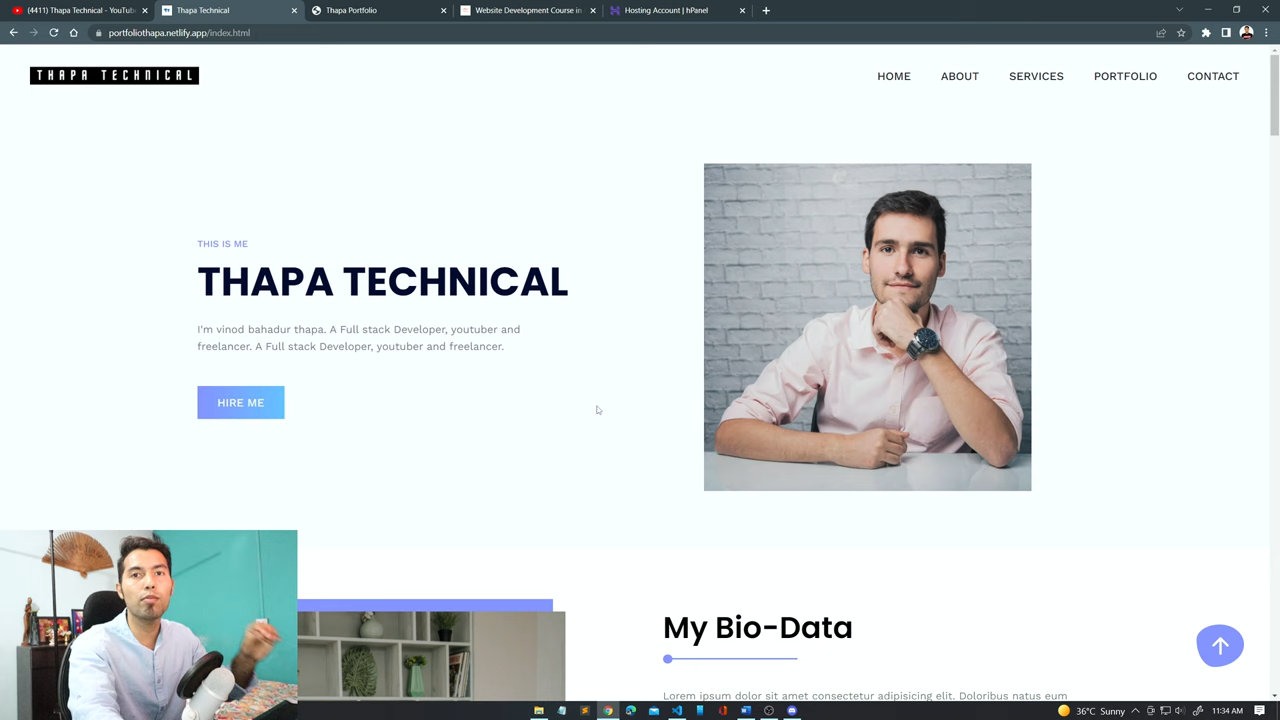 (4411) Thapa Technical - YouTub
Thapa Technical
Thapa Portfolio
Website Development Course in
Hosting Account | hPanel
portfoliothapa.netlify.app/index.html
THAPA TECHNICAL
HOME
ABOUT
SERVICES
PORTFOLIO
CONTACT
THIS IS ME
THAPA TECHNICAL
I'm vinod bahadur thapa. A Full stack Developer, youtuber and
freelancer. A Full stack Developer, youtuber and freelancer.
HIRE ME
My Bio-Data
Lorem ipsum dolor sit amet consectetur adipisicing elit. Doloribus natus eum
36°C Sunny
11:34 AM